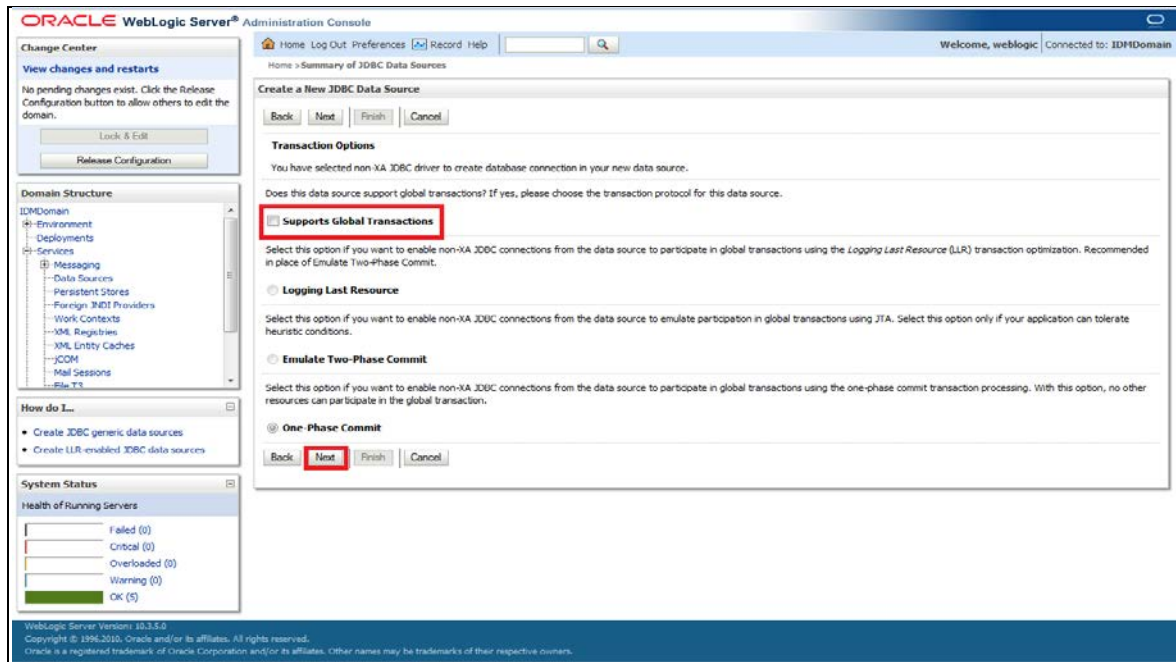 ORACLE WebLogic Server® Administration Console
Change Center
View changes and restarts
No pending changes exist. Click the Release
Configuration button to allow others to edit the
domain.
Lock & Edit
Release Configuration
Domain Structure
IDMDomain
Environment
Deployments
Services
Messaging
Data Sources
Persistent Stores
Foreign JNDI Providers
Work Contexts
XML Registries
XML Entity Caches
jCOM
Mail Sessions
File T3
How do I...
Create JDBC generic data sources
Create LLR-enabled JDBC data sources
System Status
Health of Running Servers
Failed (0)
Critical (0)
Overloaded (0)
Warning (0)
OK (5)
Home Log Out Preferences Record Help
Welcome, weblogic Connected to: IDMDomain
Home >Summary of JDBC Data Sources
Create a New JDBC Data Source
Back Next Finish Cancel
Transaction Options
You have selected non-XA JDBC driver to create database connection in your new data source.
Does this data source support global transactions? If yes, please choose the transaction protocol for this data source.
Supports Global Transactions
Select this option if you want to enable non-XA JDBC connections from the data source to participate in global transactions using the Logging Last Resource (LLR) transaction optimization. Recommended
in place of Emulate Two-Phase Commit.
Logging Last Resource
Select this option if you want to enable non-XA JDBC connections from the data source to emulate participation in global transactions using JTA. Select this option only if your application can tolerate
heuristic conditions.
Emulate Two-Phase Commit
Select this option if you want to enable non-XA JDBC connections from the data source to participate in global transactions using the one-phase commit transaction processing. With this option, no other
resources can participate in the global transaction.
One-Phase Commit
Back Next Finish Cancel
WebLogic Server Version: 10.3.5.0
Copyright © 1996,2010, Oracle and/or its affiliates. All rights reserved.
Oracle is a registered trademark of Oracle Corporation and/or its affiliates. Other names may be trademarks of their respective owners.